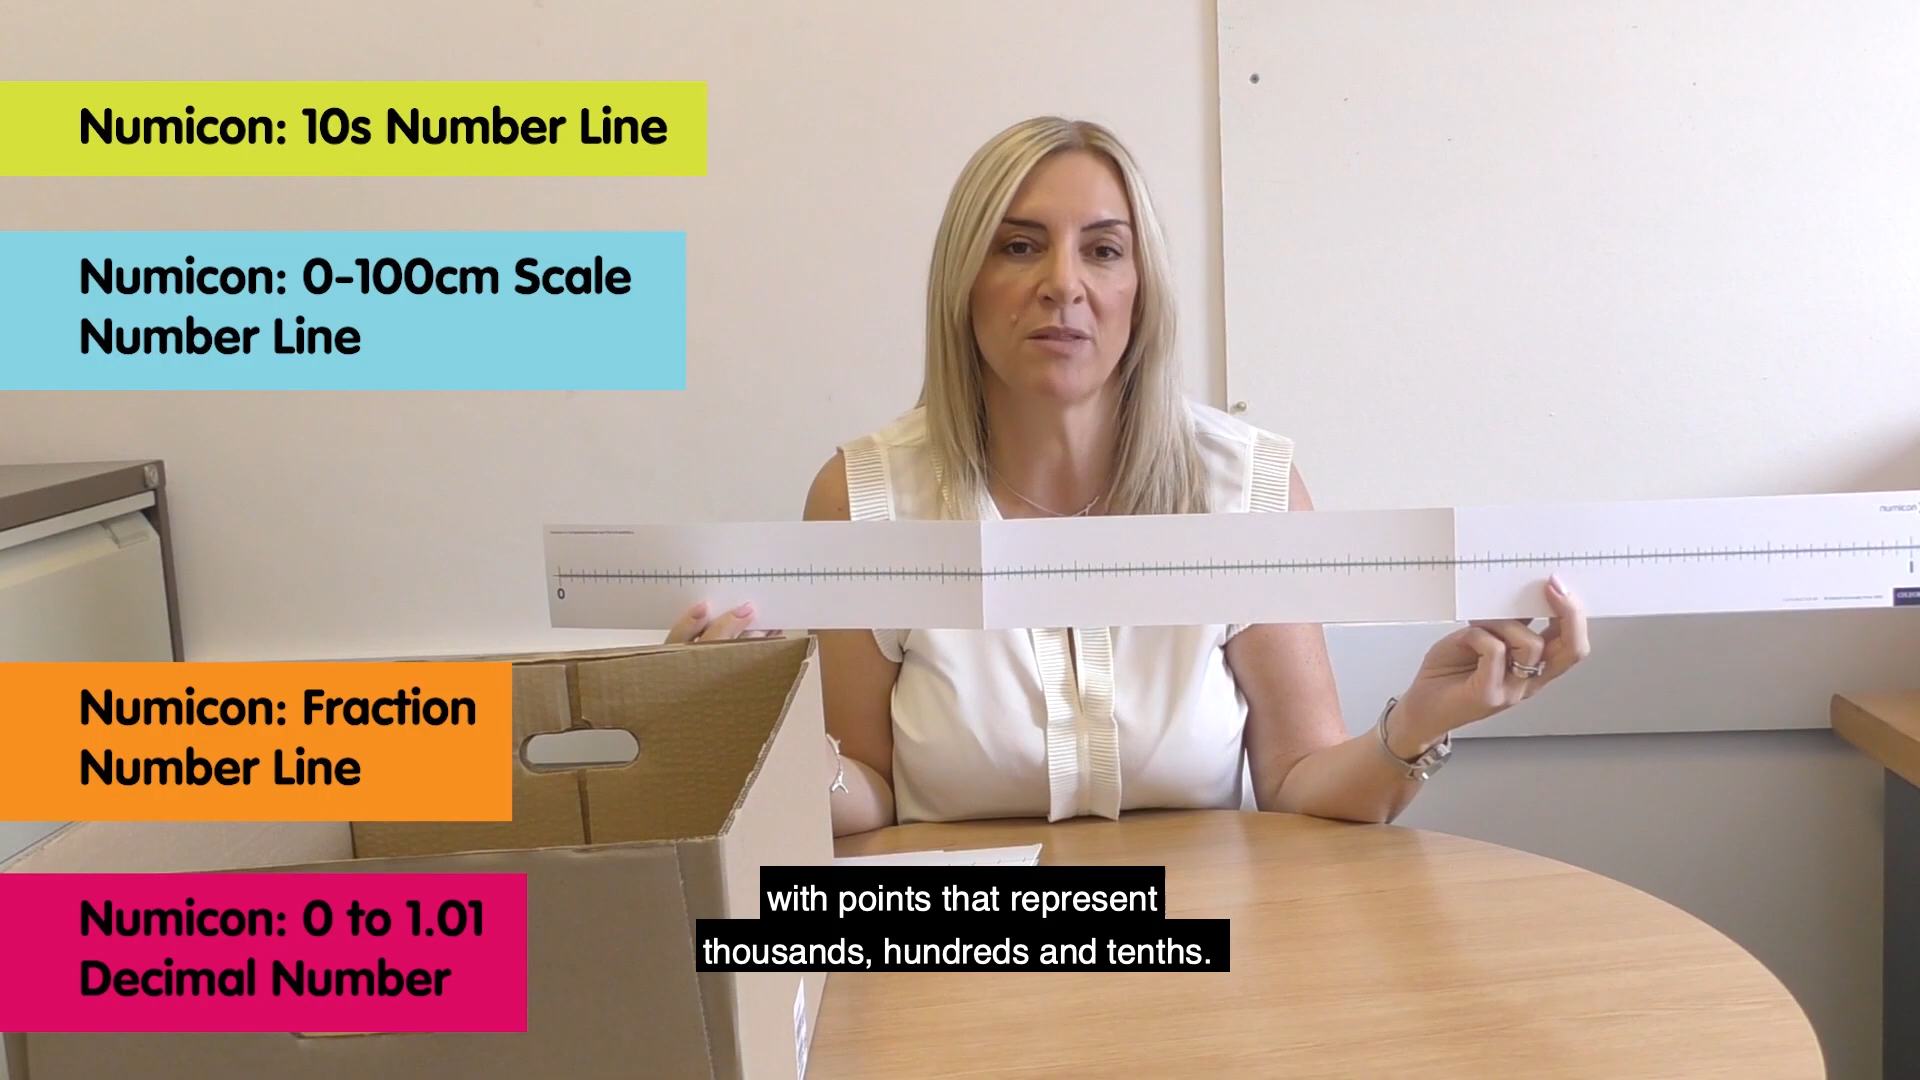 Numicon: 10s Number Line
Numicon: 0-100cm Scale
Number Line
numicon
0
1
Numicon: Fraction
Number Line
Numicon: 0 to 1.01
Decimal Number
with points that represent
thousands, hundreds and tenths.